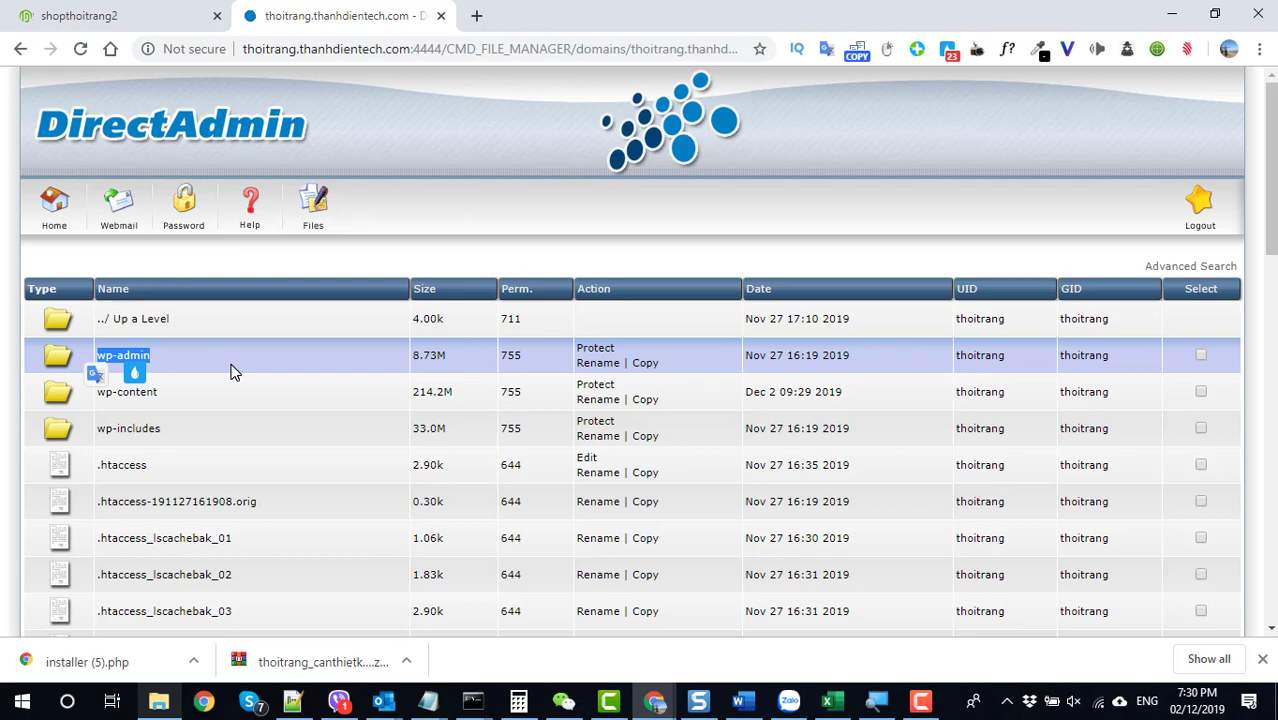 shopthoitrang2
thoitrang.thanhdientech.com - D
Not secure
thoitrang.thanhdientech.com:4444/CMD_FILE_MANAGER/domains/thoitrang.thanhd...
IQ
COPY
23
f?
V
DirectAdmin
Home
Webmail
Password
Help
Files
Logout
Advanced Search
Type Name Size Perm. Action Date UID GID Select
../ Up a Level 4.00k 711 Nov 27 17:10 2019 thoitrang thoitrang
wp-admin 8.73M 755 Protect Nov 27 16:19 2019 thoitrang thoitrang
Rename | Copy
wp-content 214.2M 755 Protect Dec 2 09:29 2019 thoitrang thoitrang
Rename | Copy
wp-includes 33.0M 755 Protect Nov 27 16:19 2019 thoitrang thoitrang
Rename | Copy
.htaccess 2.90k 644 Edit Nov 27 16:35 2019 thoitrang thoitrang
Rename | Copy
.htaccess-191127161908.orig 0.30k 644 Rename | Copy Nov 27 16:19 2019 thoitrang thoitrang
.htaccess_lscachebak_01 1.06k 644 Rename | Copy Nov 27 16:30 2019 thoitrang thoitrang
.htaccess_lscachebak_02 1.83k 644 Rename | Copy Nov 27 16:31 2019 thoitrang thoitrang
.htaccess_lscachebak_03 2.90k 644 Rename | Copy Nov 27 16:31 2019 thoitrang thoitrang
installer (5).php
thoitrang_canthietk....z...
Show all
7
1
Zalo
ENG
7:30 PM
02/12/2019